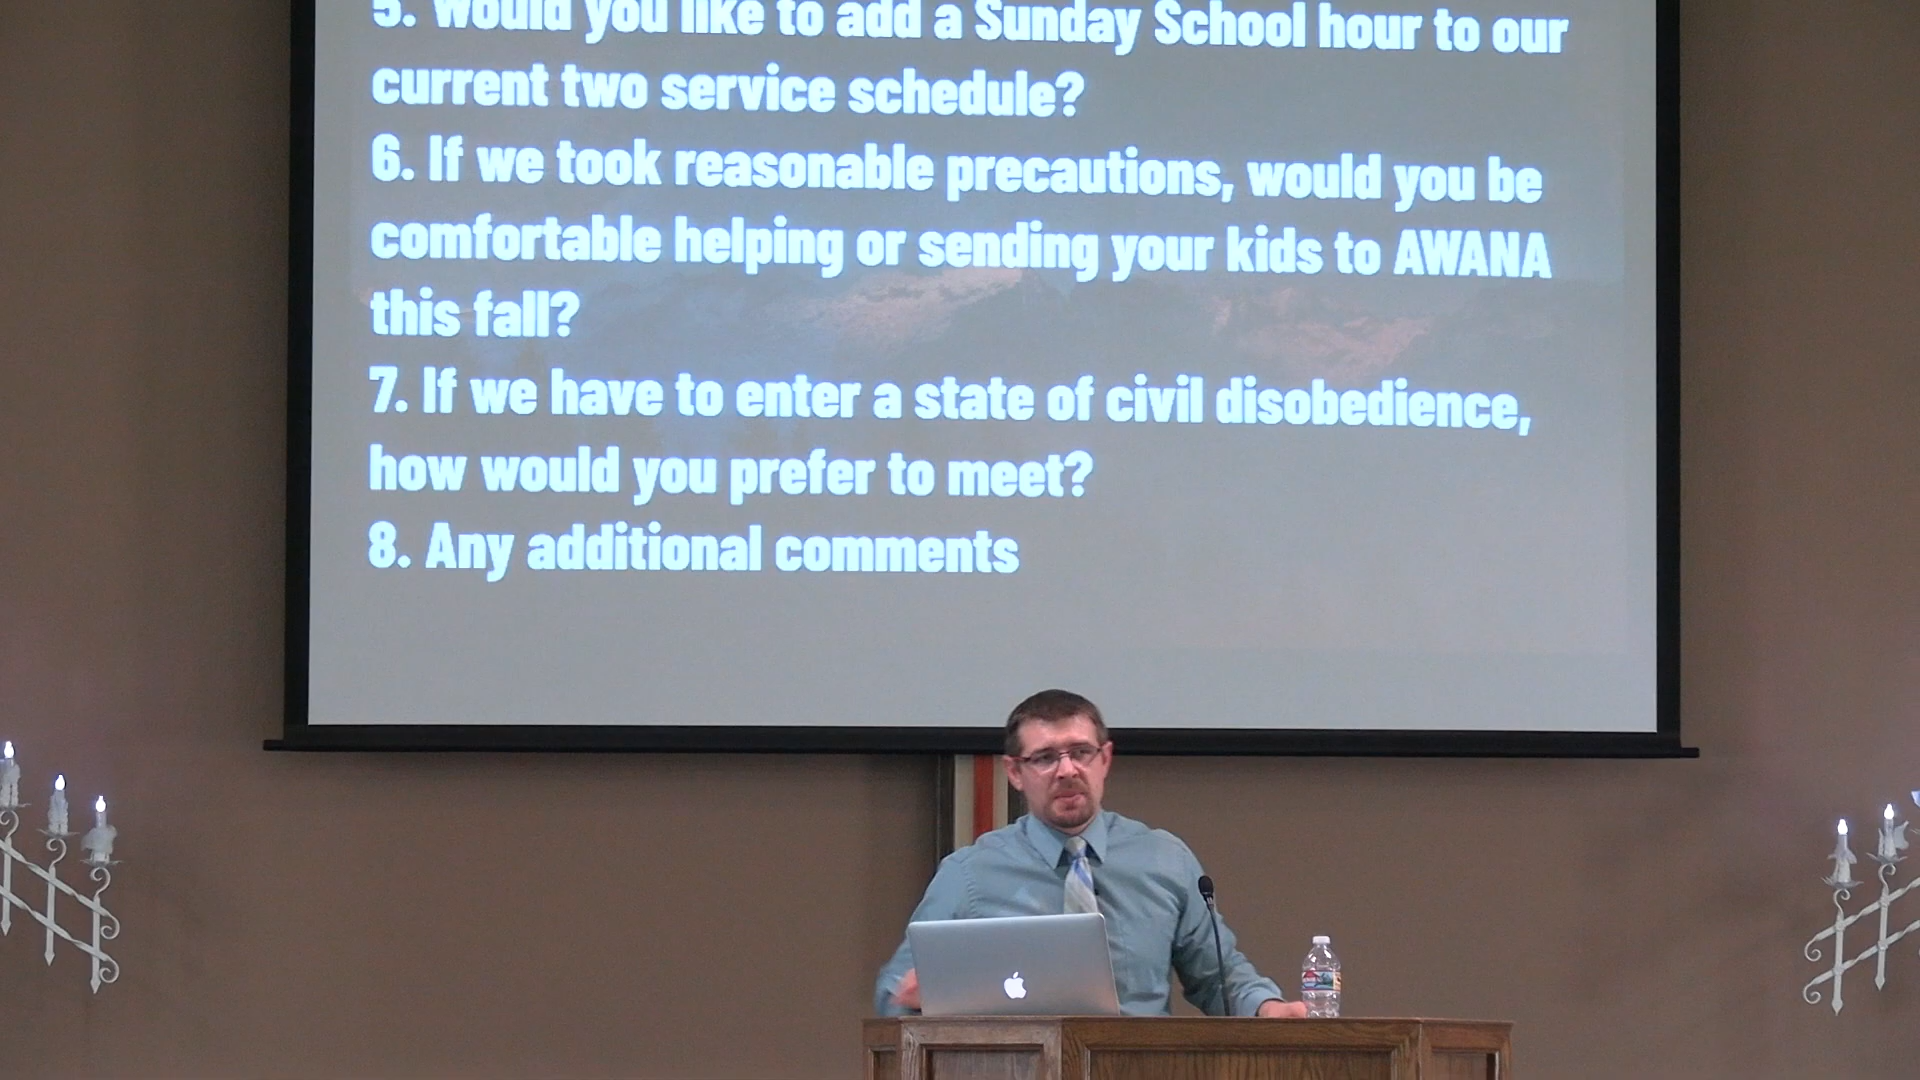 5. Would you like to add a Sunday School hour to our
current two service schedule?
6. If we took reasonable precautions, would you be
comfortable helping or sending your kids to AWANA
this fall?
7. If we have to enter a state of civil disobedience,
how would you prefer to meet?
8. Any additional comments